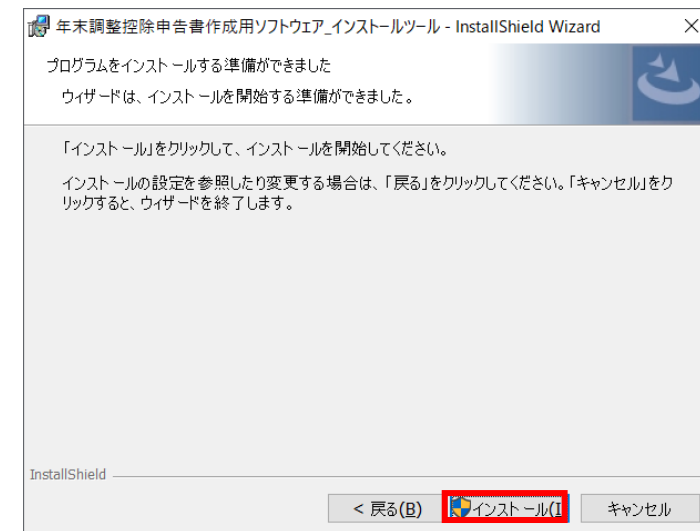 年末調整控除申告書作成用ソフトウェア_インストールツール - InstallShield Wizard
プログラムをインスト ールする準備ができました
ウィザードは、インスト ールを開始する準備ができました。
「インスト ール」をクリックして、インスト ールを開始してください。
インスト ールの設定を参照したり変更する場合は、「戻る」をクリックしてください。「キャンセル」をク
リックすると、ウィザードを終了します。
InstallShield
< 戻る(B)
インスト ール(I
キャンセル